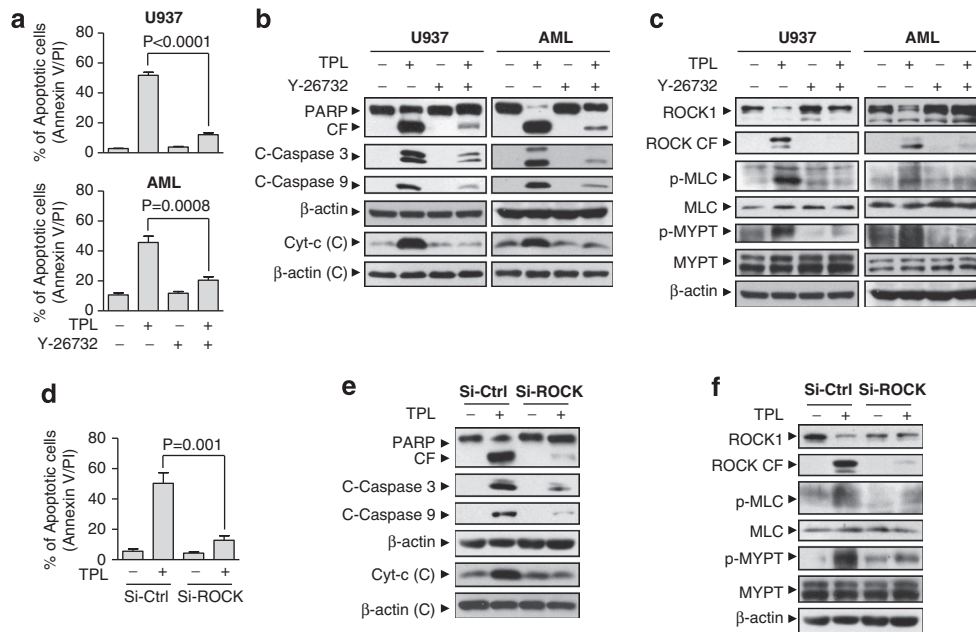 a
U937
% of Apoptotic cells
(Annexin V/PI)
80
60
40
20
0
P<0.0001
AML
% of Apoptotic cells
(Annexin V/PI)
80
60
40
20
0
P=0.0008
TPL – + – +
Y-26732 – – + +
b
U937 AML
TPL – + – + – + – +
Y-26732 – – + + – – + +
PARP
CF
C-Caspase 3
C-Caspase 9
β-actin
Cyt-c (C)
β-actin (C)
c
U937 AML
TPL – + – + – + – +
Y-26732 – – + + – – + +
ROCK1
ROCK CF
p-MLC
MLC
p-MYPT
MYPT
β-actin
d
% of Apoptotic cells
(Annexin V/PI)
80
60
40
20
0
P=0.001
TPL – + – +
Si-Ctrl Si-ROCK
e
Si-Ctrl Si-ROCK
TPL – + – +
PARP
CF
C-Caspase 3
C-Caspase 9
β-actin
Cyt-c (C)
β-actin (C)
f
Si-Ctrl Si-ROCK
TPL – + – +
ROCK1
ROCK CF
p-MLC
MLC
p-MYPT
MYPT
β-actin